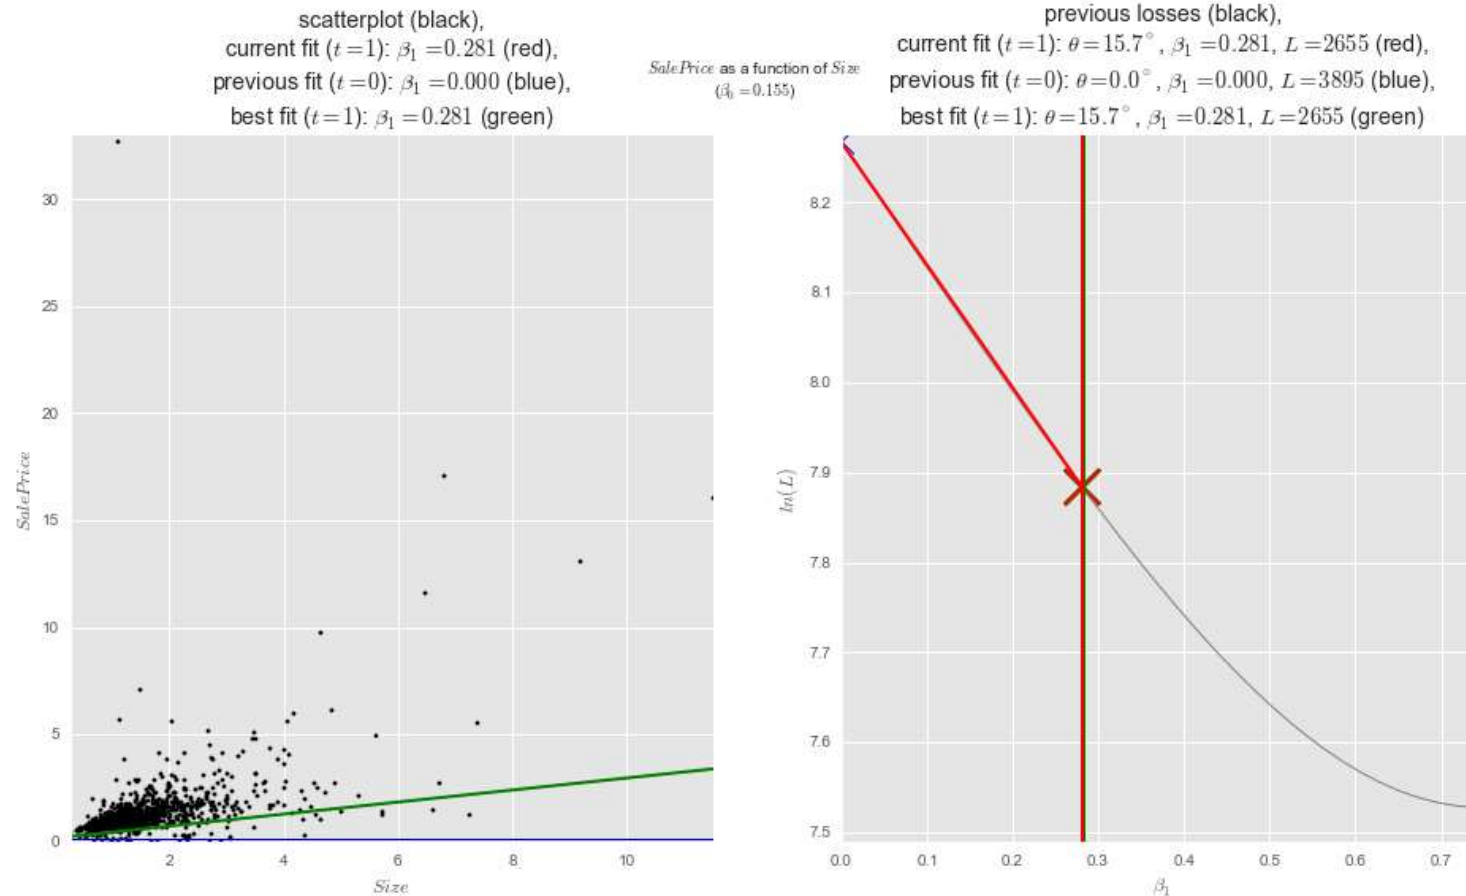 scatterplot (black),
current fit (t=1): β₁ =0.281 (red),
previous fit (t=0): β₁ =0.000 (blue),
best fit (t=1): β₁ =0.281 (green)
SalePrice as a function of Size
(β₀ =0.155)
previous losses (black),
current fit (t=1): θ=15.7°, β₁ =0.281, L=2655 (red),
previous fit (t=0): θ=0.0°, β₁ =0.000, L=3895 (blue),
best fit (t=1): θ=15.7°, β₁ =0.281, L=2655 (green)
30
25
20
15
10
5
0
SalePrice
2 4 6 8 10
Size
8.2
8.1
8.0
7.9
7.8
7.7
7.6
7.5
ln(L)
0.0 0.1 0.2 0.3 0.4 0.5 0.6 0.7
β₁